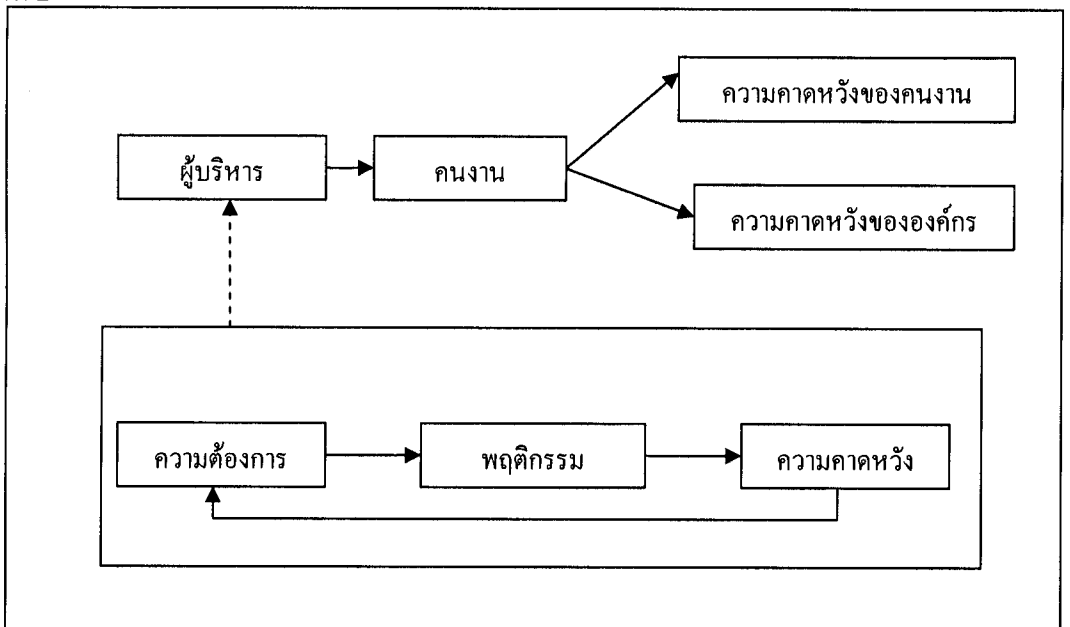 ความคาดหวังของคนงาน
ผู้บริหาร
คนงาน
ความคาดหวังขององค์กร
ความต้องการ
พฤติกรรม
ความคาดหวัง